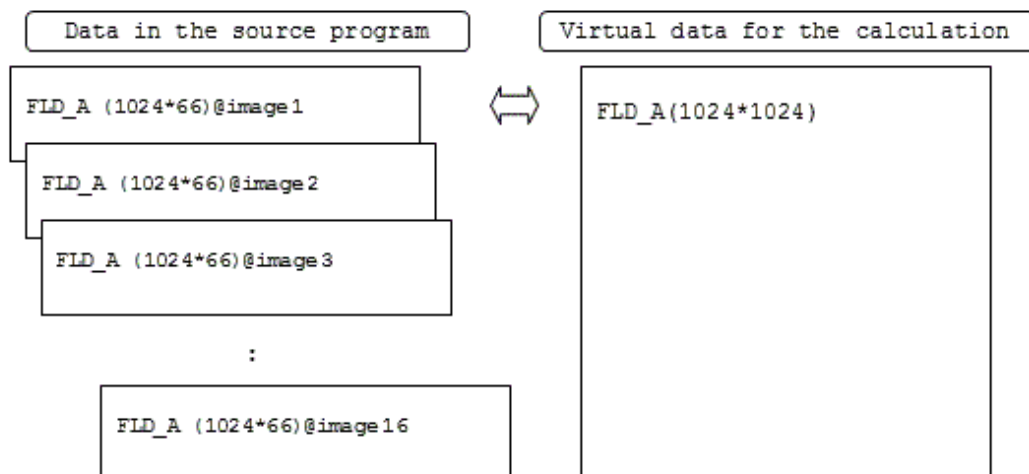 Data in the source program
Virtual data for the calculation
FLD_A (1024*66)@image1
FLD_A (1024*66)@image2
FLD_A (1024*66)@image3
:
FLD_A (1024*66)@image16
FLD_A(1024*1024)